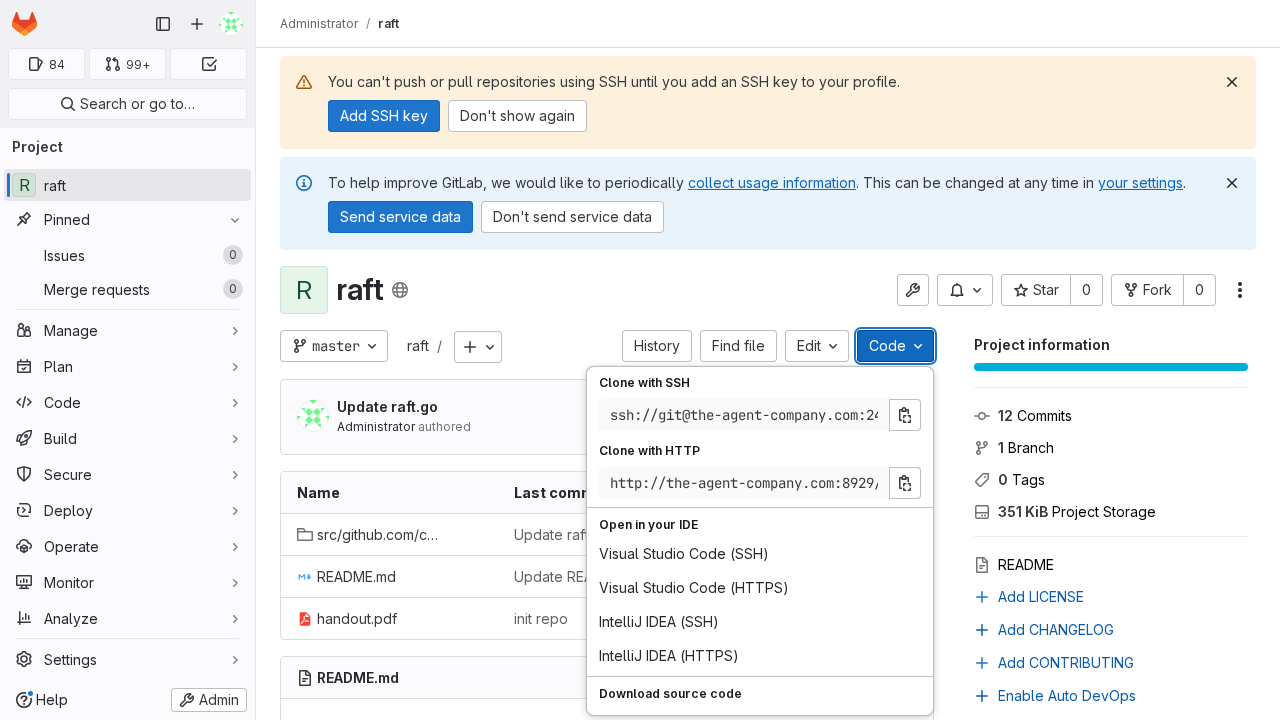 Administrator / raft
84
99+
Search or go to…
Project
R raft
Pinned
Issues 0
Merge requests 0
Manage
Plan
Code
Build
Secure
Deploy
Operate
Monitor
Analyze
Settings
Help
Admin
You can't push or pull repositories using SSH until you add an SSH key to your profile.
Add SSH key
Don't show again
To help improve GitLab, we would like to periodically collect usage information. This can be changed at any time in your settings.
Send service data
Don't send service data
R raft
Star 0
Fork 0
master
raft /
History
Find file
Edit
Code
Update raft.go
Administrator authored
Name
Last comm
src/github.com/c…
Update raft
README.md
Update REA
handout.pdf
init repo
README.md
Clone with SSH
ssh://git@the-agent-company.com:24
Clone with HTTP
http://the-agent-company.com:8929/
Open in your IDE
Visual Studio Code (SSH)
Visual Studio Code (HTTPS)
IntelliJ IDEA (SSH)
IntelliJ IDEA (HTTPS)
Download source code
Project information
12 Commits
1 Branch
0 Tags
351 KiB Project Storage
README
Add LICENSE
Add CHANGELOG
Add CONTRIBUTING
Enable Auto DevOps